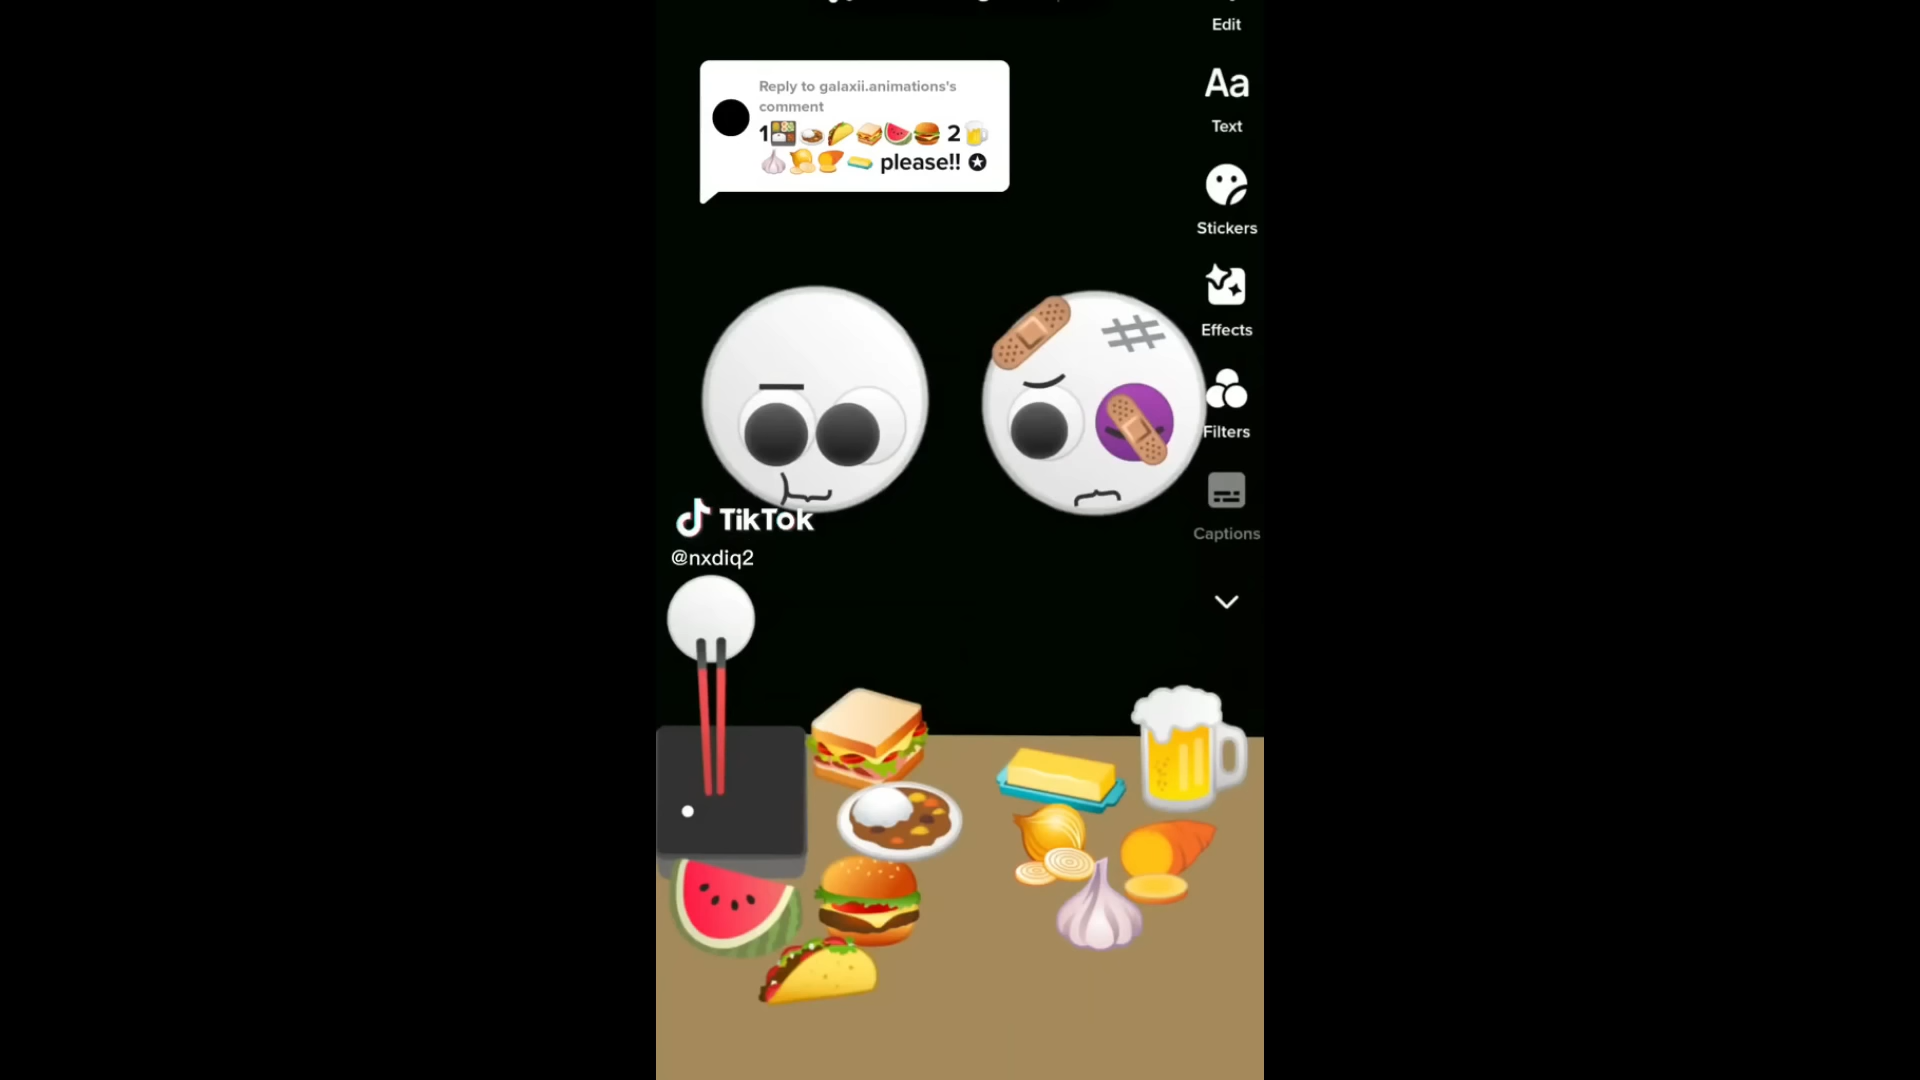 Edit
Reply to galaxii.animations's
comment
1🍱🍛🌮🥪🍉🍔 2🍺
🧄🧅🍠🧈 please!! ✪
Aa
Text
Stickers
Effects
Filters
Captions
TikTok
@nxdiq2